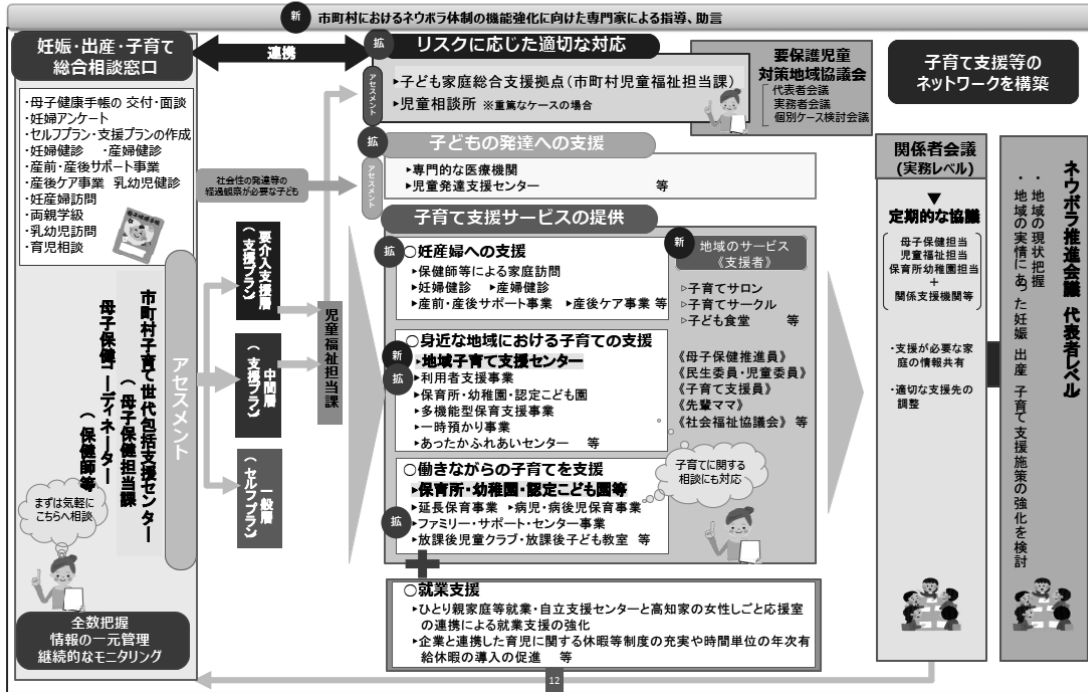 新 市町村におけるネウボラ体制の機能強化に向けた専門家による指導、助言
妊娠・出産・子育て
総合相談窓口
・母子健康手帳の 交付・面談
・妊婦アンケート
・セルフプラン・支援プランの作成
・妊婦健診 ・産婦健診
・産前・産後サポート事業
・産後ケア事業 乳幼児健診
・妊産婦訪問
・両親学級
・乳幼児訪問
・育児相談
市町村子育て世代包括支援センター
(母子保健担当課)
母子保健コーディネーター
(保健師等)
アセスメント
まずは気軽に
こちらへ相談
全数把握
情報の一元管理
継続的なモニタリング
連携
社会性の発達等の
経過観察が必要な子ども
要介入支援層
(支援プラン)
中間層
(支援プラン)
一般層
(セルフプラン)
児童福祉担当課
拡 リスクに応じた適切な対応
アセスメント
▸子ども家庭総合支援拠点(市町村児童福祉担当課)
▸児童相談所 ※重篤なケースの場合
要保護児童
対策地域協議会
代表者会議
実務者会議
個別ケース検討会議
拡 子どもの発達への支援
アセスメント
▸専門的な医療機関
▸児童発達支援センター 等
子育て支援サービスの提供
拡 ○妊産婦への支援
▸保健師等による家庭訪問
▸妊婦健診 ▸産婦健診
▸産前・産後サポート事業 ▸産後ケア事業 等
○身近な地域における子育ての支援
新 ▸地域子育て支援センター
拡 ▸利用者支援事業
▸保育所・幼稚園・認定こども園
▸多機能型保育支援事業
▸一時預かり事業
▸あったかふれあいセンター 等
○働きながらの子育てを支援
▸保育所・幼稚園・認定こども園等
▸延長保育事業 ▸病児・病後児保育事業
拡 ▸ファミリー・サポート・センター事業
▸放課後児童クラブ・放課後子ども教室 等
新 地域のサービス
《支援者》
▹子育てサロン
▹子育てサークル
▹子ども食堂 等
《母子保健推進員》
《民生委員・児童委員》
《子育て支援員》
《先輩ママ》
《社会福祉協議会》 等
子育てに関する
相談にも対応
○就業支援
▸ひとり親家庭等就業・自立支援センターと高知家の女性しごと応援室
の連携による就業支援の強化
▸企業と連携した育児に関する休暇等制度の充実や時間単位の年次有
給休暇の導入の促進 等
子育て支援等の
ネットワークを構築
関係者会議
(実務レベル)
▼
定期的な協議
母子保健担当
児童福祉担当
保育所幼稚園担当
+
関係支援機関等
・支援が必要な家
庭の情報共有
・適切な支援先の
調整
ネウボラ推進会議 代表者レベル
・地域の現状把握
・地域の実情にあった妊娠 出産 子育て支援施策の強化を検討
12